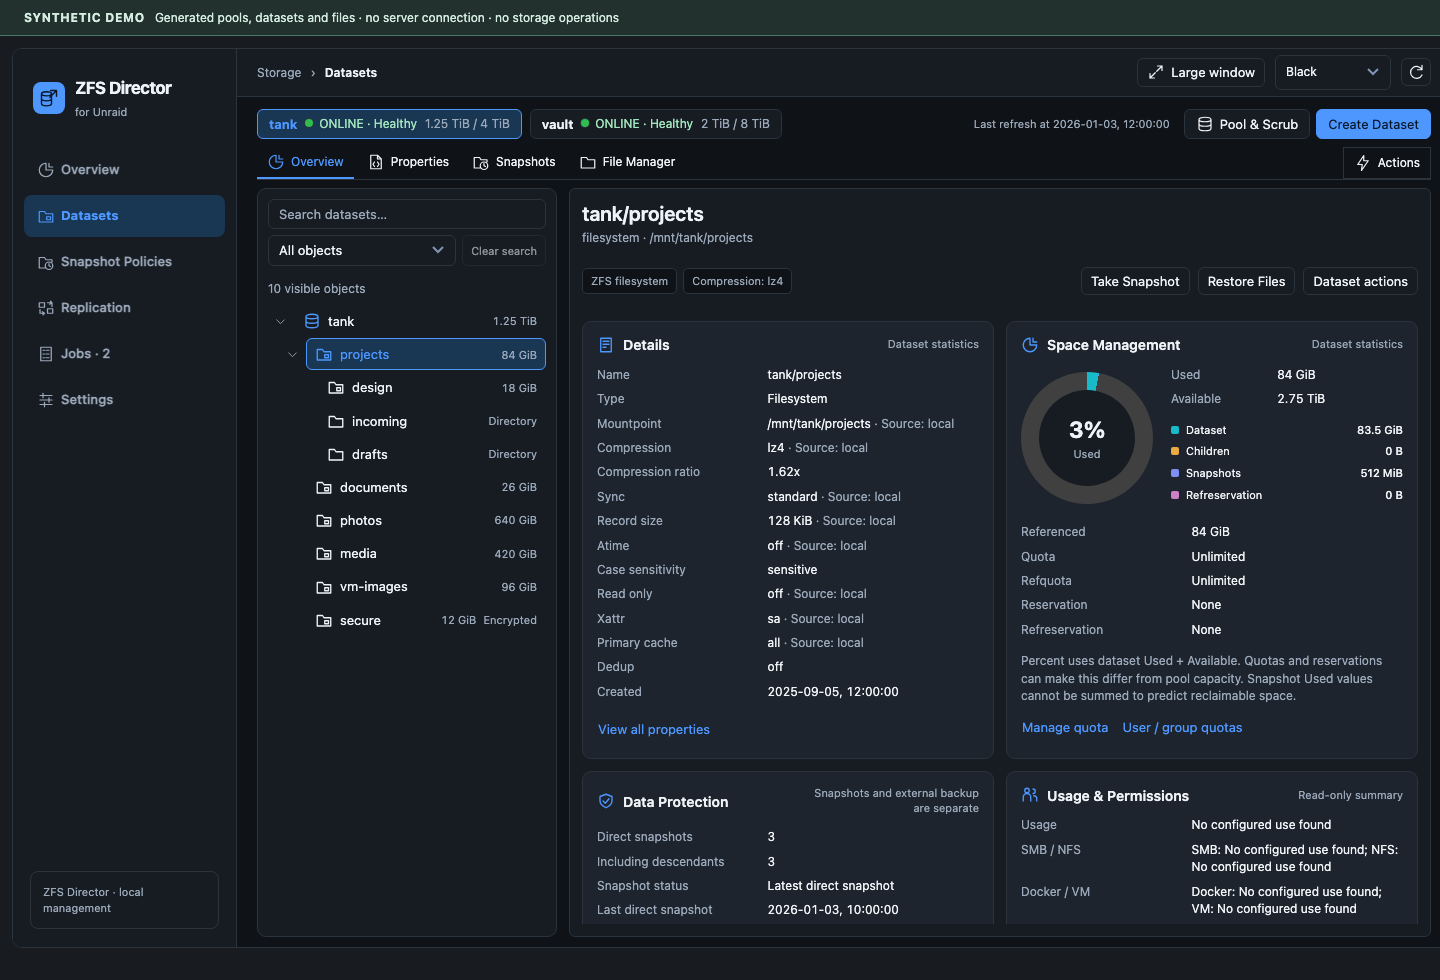 SYNTHETIC DEMO Generated pools, datasets and files · no server connection · no storage operations
ZFS Director
for Unraid
Overview
Datasets
Snapshot Policies
Replication
Jobs · 2
Settings
ZFS Director · local
management
Storage › Datasets
Large window
Black
tank ONLINE · Healthy 1.25 TiB / 4 TiB
vault ONLINE · Healthy 2 TiB / 8 TiB
Last refresh at 2026-01-03, 12:00:00
Pool & Scrub
Create Dataset
Overview
Properties
Snapshots
File Manager
Actions
Search datasets...
All objects
Clear search
10 visible objects
tank 1.25 TiB
projects 84 GiB
design 18 GiB
incoming Directory
drafts Directory
documents 26 GiB
photos 640 GiB
media 420 GiB
vm-images 96 GiB
secure 12 GiB Encrypted
tank/projects
filesystem · /mnt/tank/projects
ZFS filesystem
Compression: lz4
Take Snapshot
Restore Files
Dataset actions
Details Dataset statistics
Name tank/projects
Type Filesystem
Mountpoint /mnt/tank/projects · Source: local
Compression lz4 · Source: local
Compression ratio 1.62x
Sync standard · Source: local
Record size 128 KiB · Source: local
Atime off · Source: local
Case sensitivity sensitive
Read only off · Source: local
Xattr sa · Source: local
Primary cache all · Source: local
Dedup off
Created 2025-09-05, 12:00:00
View all properties
Space Management Dataset statistics
3%
Used
Used 84 GiB
Available 2.75 TiB
Dataset 83.5 GiB
Children 0 B
Snapshots 512 MiB
Refreservation 0 B
Referenced 84 GiB
Quota Unlimited
Refquota Unlimited
Reservation None
Refreservation None
Percent uses dataset Used + Available. Quotas and reservations
can make this differ from pool capacity. Snapshot Used values
cannot be summed to predict reclaimable space.
Manage quota User / group quotas
Data Protection
Snapshots and external backup
are separate
Direct snapshots 3
Including descendants 3
Snapshot status Latest direct snapshot
Last direct snapshot 2026-01-03, 10:00:00
Usage & Permissions Read-only summary
Usage No configured use found
SMB / NFS SMB: No configured use found; NFS:
No configured use found
Docker / VM Docker: No configured use found;
VM: No configured use found